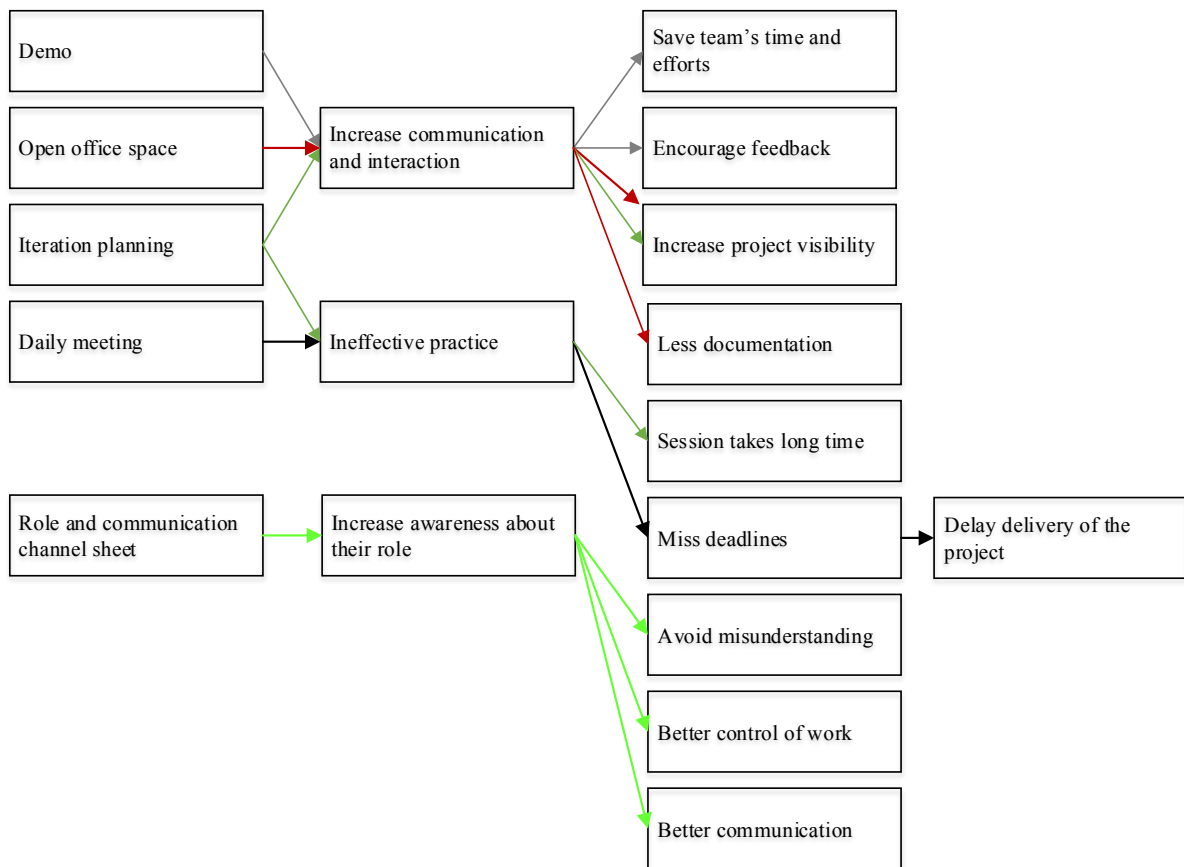 Demo
Save team's time and
efforts
Open office space
Increase communication
and interaction
Encourage feedback
Iteration planning
Increase project visibility
Daily meeting
Ineffective practice
Less documentation
Session takes long time
Role and communication
channel sheet
Increase awareness about
their role
Miss deadlines
Delay delivery of the
project
Avoid misunderstanding
Better control of work
Better communication